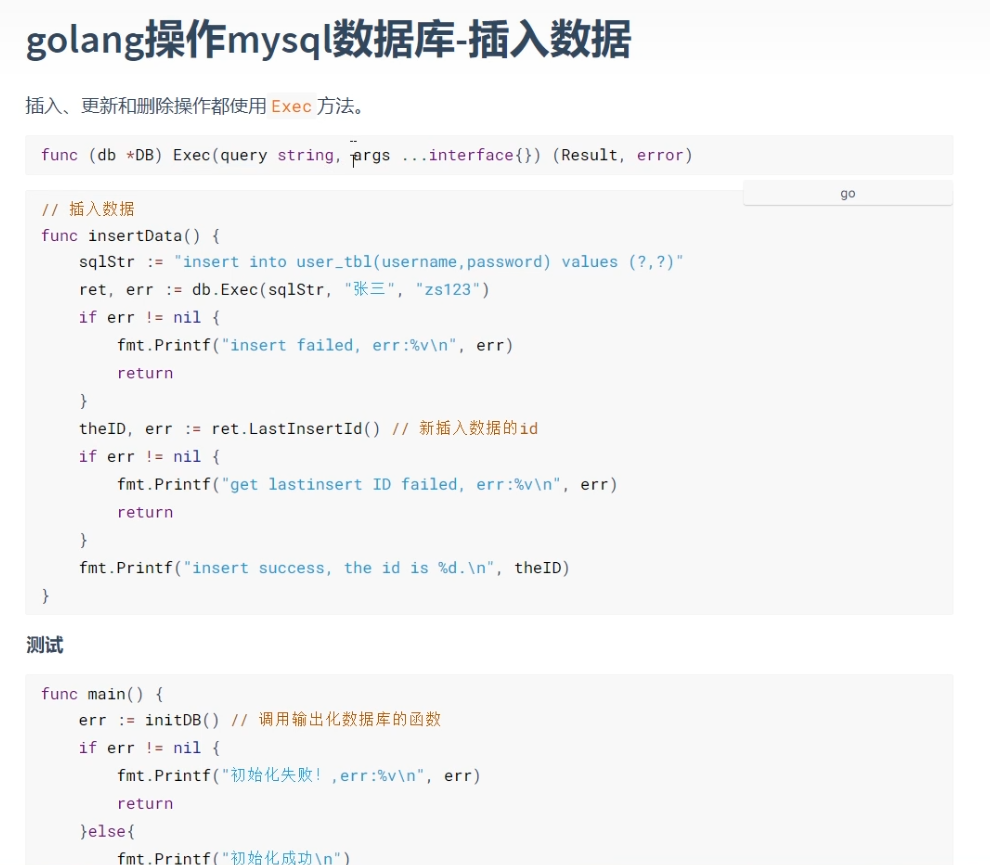 golang操作mysql数据库-插入数据
插入、更新和删除操作都使用 Exec 方法。
func (db *DB) Exec(query string, args ...interface{}) (Result, error)
go
// 插入数据
func insertData() {
    sqlStr := "insert into user_tbl(username,password) values (?,?)"
    ret, err := db.Exec(sqlStr, "张三", "zs123")
    if err != nil {
        fmt.Printf("insert failed, err:%v\n", err)
        return
    }
    theID, err := ret.LastInsertId() // 新插入数据的id
    if err != nil {
        fmt.Printf("get lastinsert ID failed, err:%v\n", err)
        return
    }
    fmt.Printf("insert success, the id is %d.\n", theID)
}
测试
func main() {
    err := initDB() // 调用输出化数据库的函数
    if err != nil {
        fmt.Printf("初始化失败！,err:%v\n", err)
        return
    }else{
        fmt.Printf("初始化成功\n")